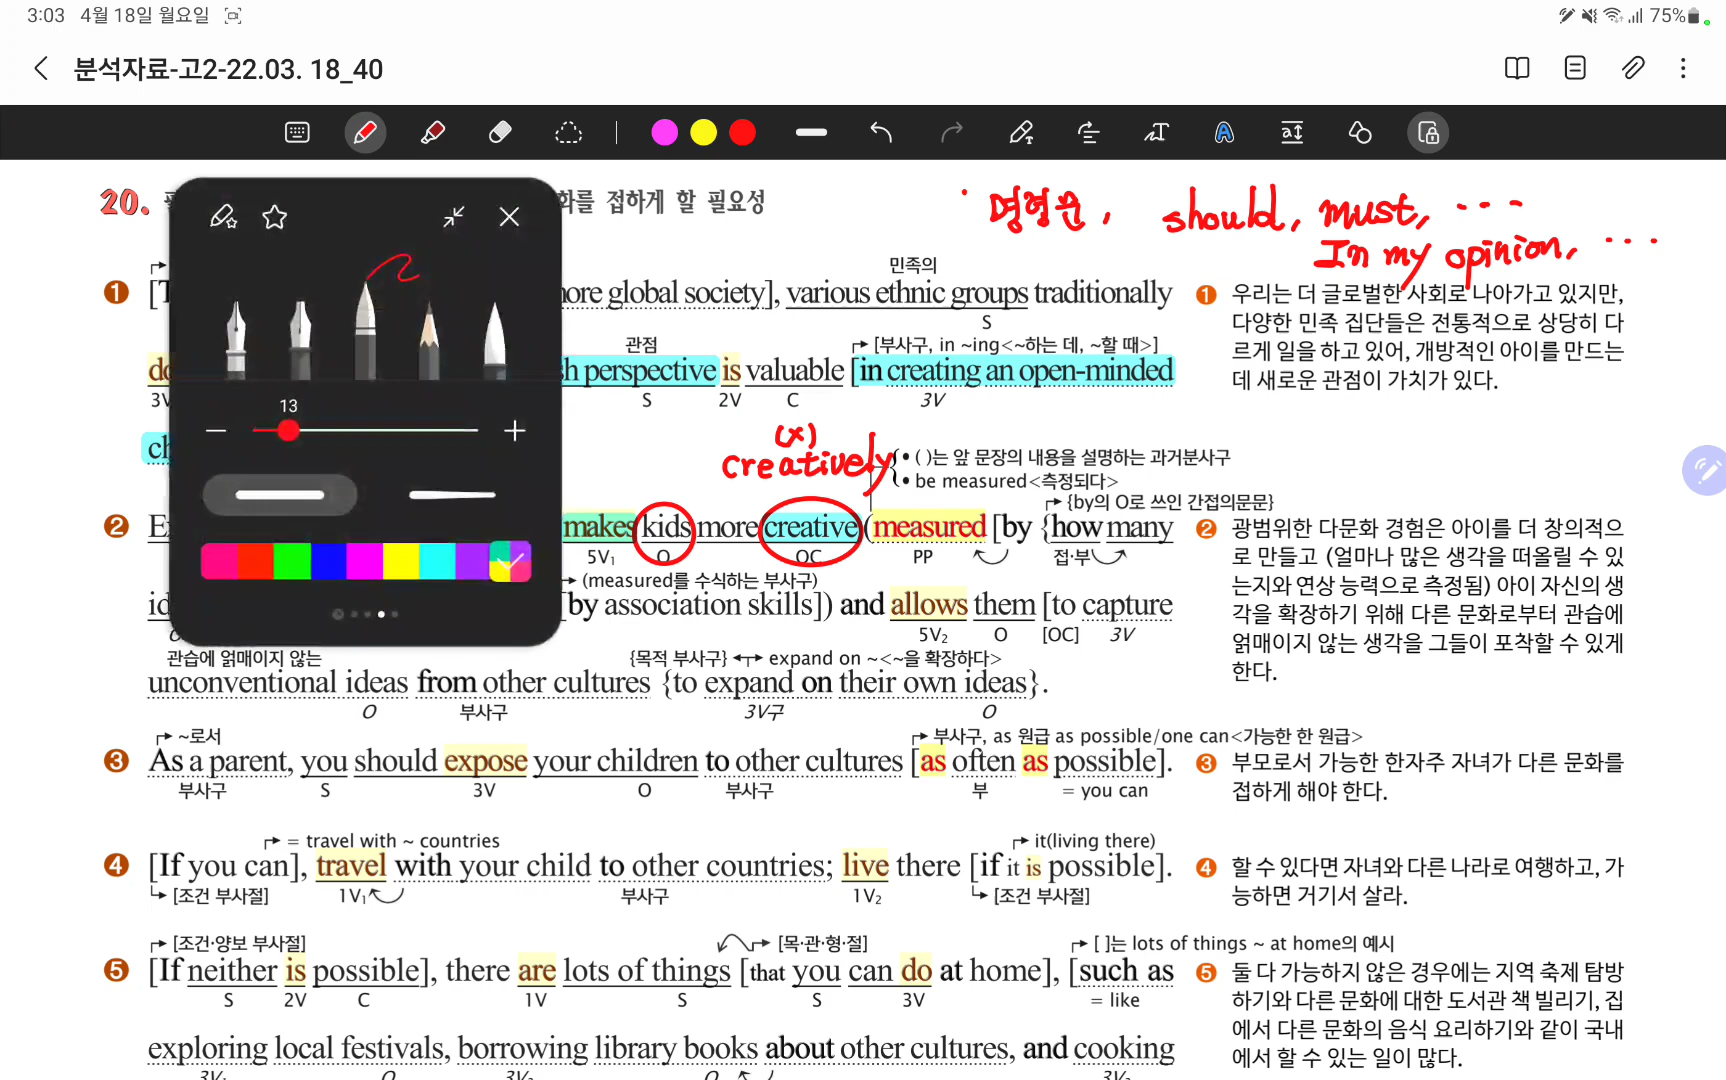 3:03 4월 18일 월요일 75%
분석자료-고2-22.03. 18_40
20. 화를 접하게 할 필요성
명령문, should, must, ...
In my opinion, ...
민족의
1 [T ore global society], various ethnic groups traditionally
S
관점 [부사구, in ~ing<~하는 데, ~할 때>]
do h perspective is valuable [in creating an open-minded
3V S 2V C 3V
ch
1 우리는 더 글로벌한 사회로 나아가고 있지만,
다양한 민족 집단들은 전통적으로 상당히 다
르게 일을 하고 있어, 개방적인 아이를 만드는
데 새로운 관점이 가치가 있다.
13
(x)
creatively
• ( )는 앞 문장의 내용을 설명하는 과거분사구
• be measured<측정되다>
{by의 O로 쓰인 간접의문문}
2 E makes kids more creative (measured [by {how many
5V₁ O OC PP 접·부
(measured를 수식하는 부사구)
id [by association skills]) and allows them [to capture
5V₂ O [OC] 3V
관습에 얽매이지 않는 {목적 부사구} expand on ~<~을 확장하다>
unconventional ideas from other cultures {to expand on their own ideas}.
O 부사구 3V구 O
2 광범위한 다문화 경험은 아이를 더 창의적으
로 만들고 (얼마나 많은 생각을 떠올릴 수 있
는지와 연상 능력으로 측정됨) 아이 자신의 생
각을 확장하기 위해 다른 문화로부터 관습에
얽매이지 않는 생각을 그들이 포착할 수 있게
한다.
~로서 부사구, as 원급 as possible/one can<가능한 한 원급>
3 As a parent, you should expose your children to other cultures [as often as possible].
부사구 S 3V O 부사구 부 = you can
3 부모로서 가능한 한자주 자녀가 다른 문화를
접하게 해야 한다.
= travel with ~ countries it(living there)
4 [If you can], travel with your child to other countries; live there [if it is possible].
[조건 부사절] 1V₁ 부사구 1V₂ [조건 부사절]
4 할 수 있다면 자녀와 다른 나라로 여행하고, 가
능하면 거기서 살라.
[조건·양보 부사절] [목·관·형·절] [ ]는 lots of things ~ at home의 예시
5 [If neither is possible], there are lots of things [that you can do at home], [such as
S 2V C 1V S S 3V = like
exploring local festivals, borrowing library books about other cultures, and cooking
3V₁ O 3V₂ O 3V₃
5 둘 다 가능하지 않은 경우에는 지역 축제 탐방
하기와 다른 문화에 대한 도서관 책 빌리기, 집
에서 다른 문화의 음식 요리하기와 같이 국내
에서 할 수 있는 일이 많다.